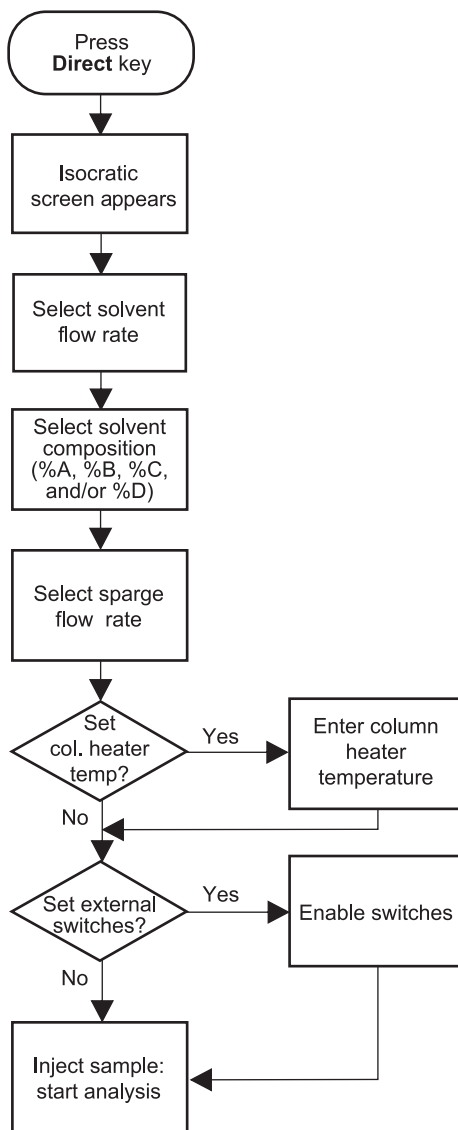 Press
Direct key
Isocratic
screen appears
Select solvent
flow rate
Select solvent
composition
(%A, %B, %C,
and/or %D)
Select sparge
flow rate
Set
col. heater
temp?
Yes
Enter column
heater
temperature
No
Set external
switches?
Yes
Enable switches
No
Inject sample:
start analysis